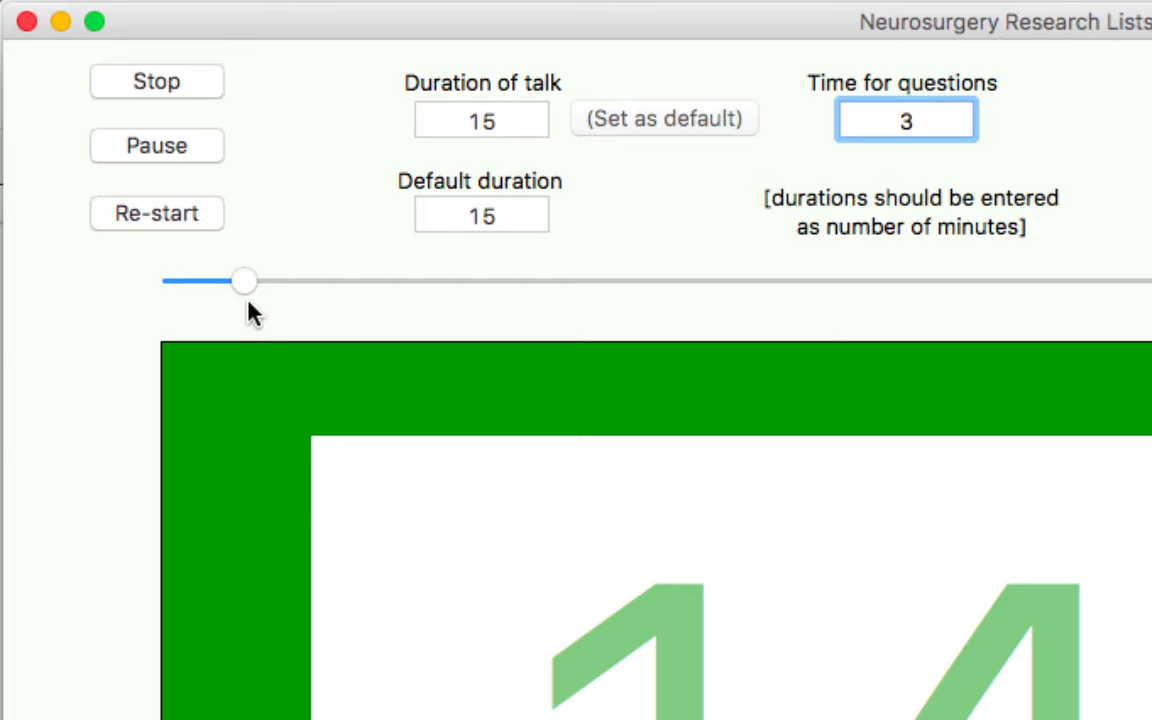 Neurosurgery Research Lists
Stop
Duration of talk
Time for questions
15
(Set as default)
3
Pause
Default duration
[durations should be entered
as number of minutes]
Re-start
15
14